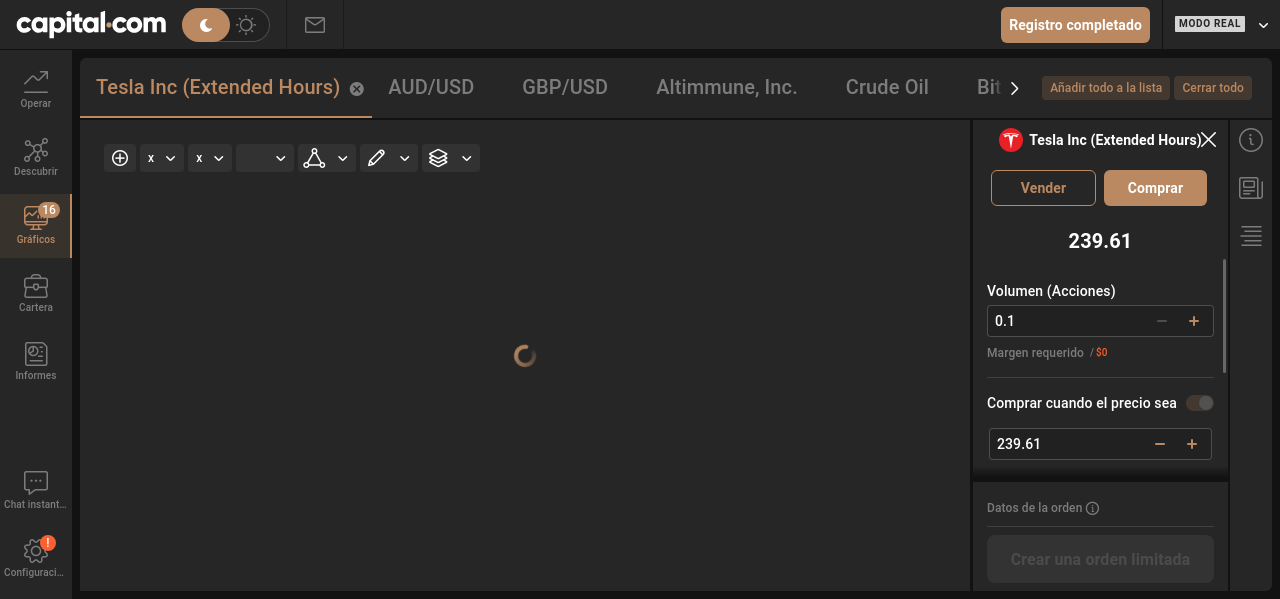 capital.com
Registro completado
MODO REAL
Operar
Descubrir
16
Gráficos
Cartera
Informes
Chat instant...
!
Configuraci...
Tesla Inc (Extended Hours)
AUD/USD
GBP/USD
Altimmune, Inc.
Crude Oil
Bit
Añadir todo a la lista
Cerrar todo
x
x
Tesla Inc (Extended Hours)
Vender
Comprar
239.61
Volumen (Acciones)
0.1
Margen requerido / $0
Comprar cuando el precio sea
239.61
Datos de la orden
Crear una orden limitada